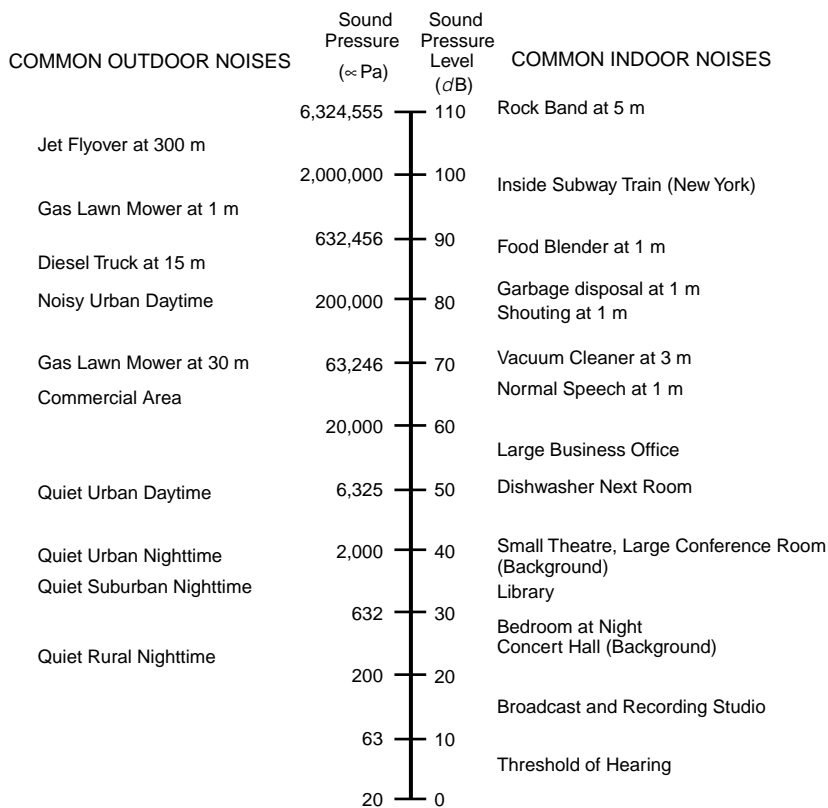 COMMON OUTDOOR NOISES
Sound
Pressure
(∝ Pa)
Sound
Pressure
Level
(dB)
COMMON INDOOR NOISES
6,324,555 110 Rock Band at 5 m
Jet Flyover at 300 m
2,000,000 100
Inside Subway Train (New York)
Gas Lawn Mower at 1 m
632,456 90
Food Blender at 1 m
Diesel Truck at 15 m
Garbage disposal at 1 m
Noisy Urban Daytime 200,000 80
Shouting at 1 m
Vacuum Cleaner at 3 m
Gas Lawn Mower at 30 m 63,246 70
Normal Speech at 1 m
Commercial Area
20,000 60
Large Business Office
Quiet Urban Daytime 6,325 50 Dishwasher Next Room
Quiet Urban Nighttime 2,000 40 Small Theatre, Large Conference Room
(Background)
Quiet Suburban Nighttime
Library
632 30
Bedroom at Night
Concert Hall (Background)
Quiet Rural Nighttime
200 20
Broadcast and Recording Studio
63 10
Threshold of Hearing
20 0